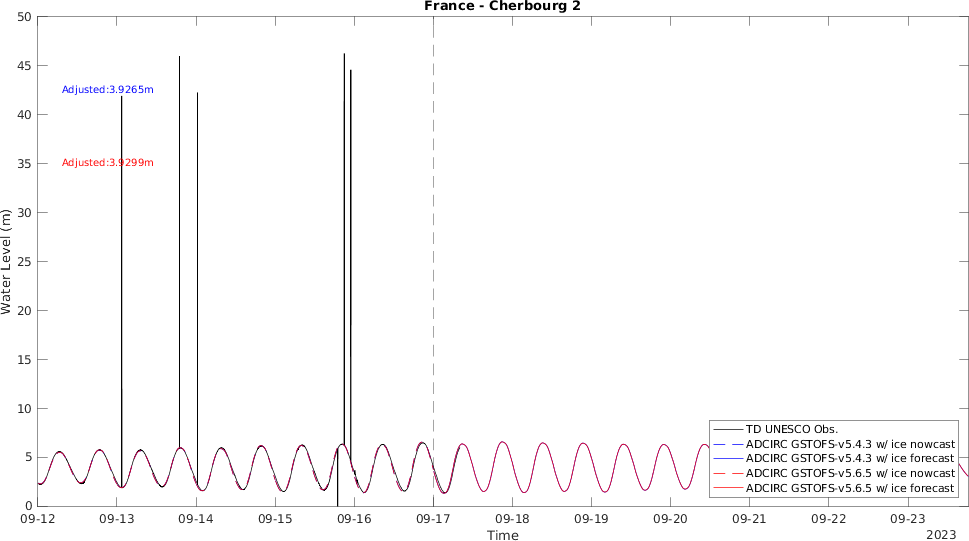 France - Cherbourg 2
50
45
40
35
30
25
20
15
10
5
0
Water Level (m)
Adjusted:3.9265m
Adjusted:3.9299m
TD UNESCO Obs.
ADCIRC GSTOFS-v5.4.3 w/ ice nowcast
ADCIRC GSTOFS-v5.4.3 w/ ice forecast
ADCIRC GSTOFS-v5.6.5 w/ ice nowcast
ADCIRC GSTOFS-v5.6.5 w/ ice forecast
09-12 09-13 09-14 09-15 09-16 09-17 09-18 09-19 09-20 09-21 09-22 09-23
Time
2023